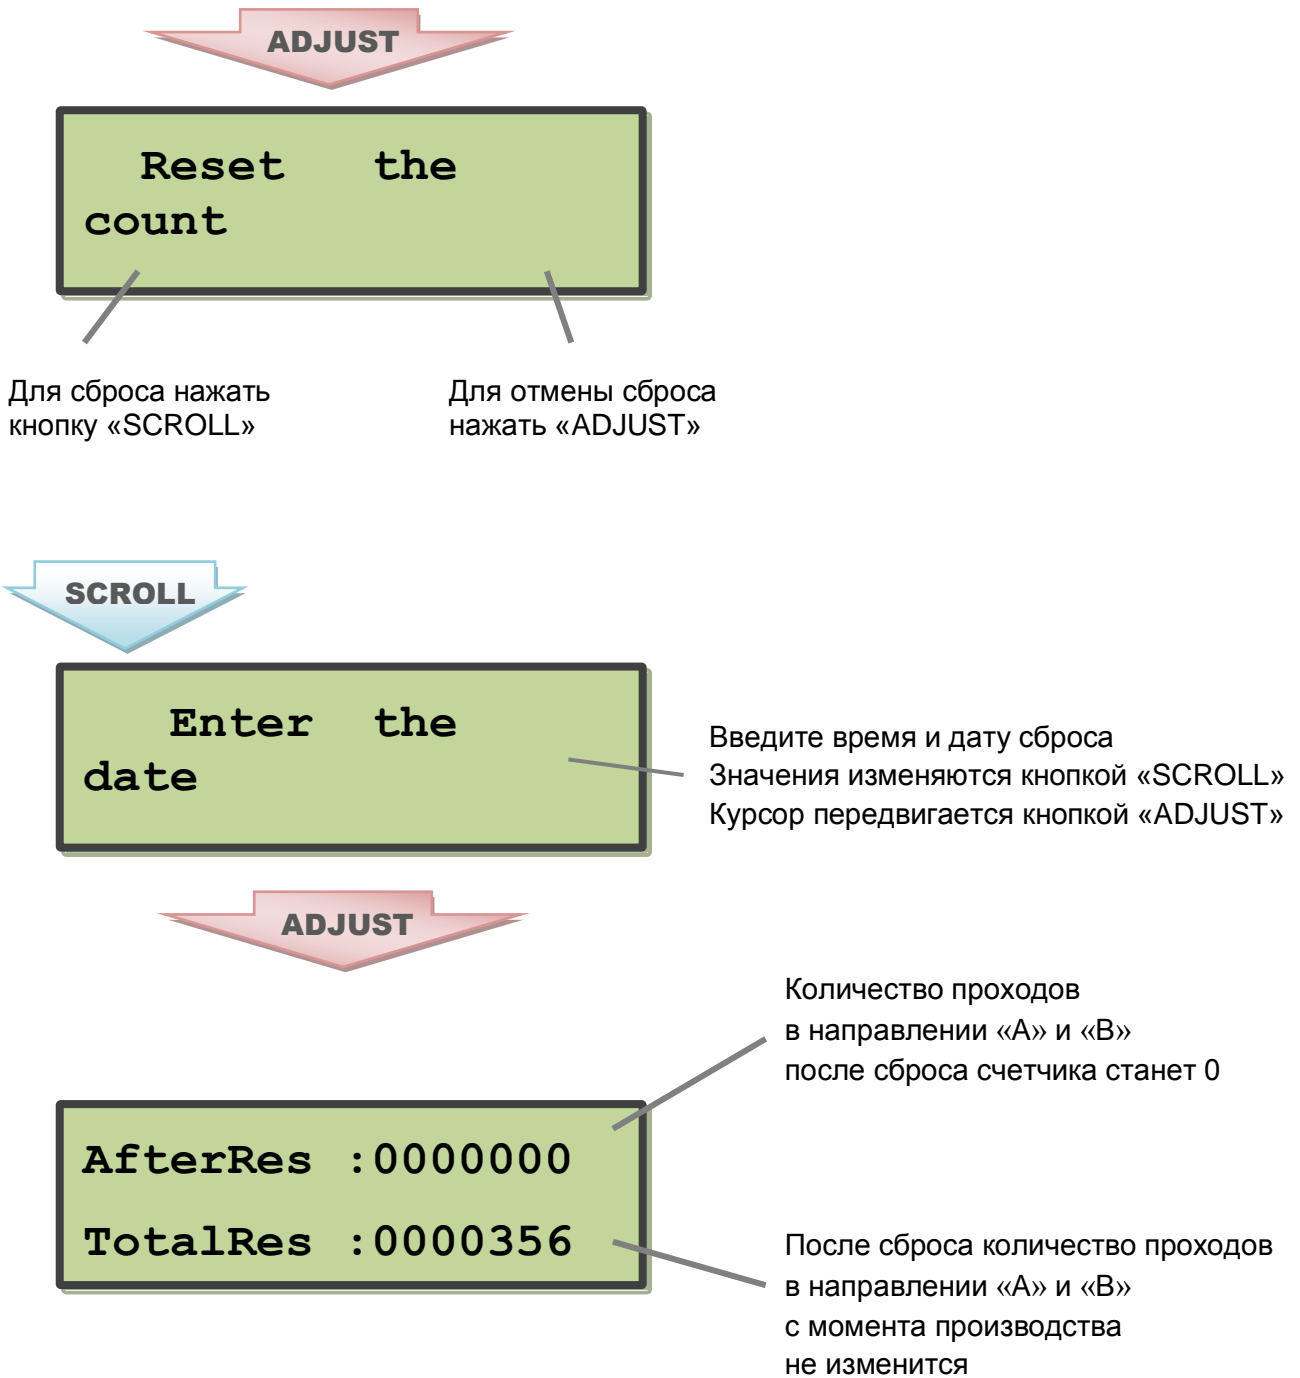 ADJUST
Reset the
count
Для сброса нажать
кнопку «SCROLL»
Для отмены сброса
нажать «ADJUST»
SCROLL
Enter the
date
Введите время и дату сброса
Значения изменяются кнопкой «SCROLL»
Курсор передвигается кнопкой «ADJUST»
ADJUST
Количество проходов
в направлении «А» и «В»
после сброса счетчика станет 0
AfterRes :0000000
TotalRes :0000356
После сброса количество проходов
в направлении «А» и «В»
с момента производства
не изменится